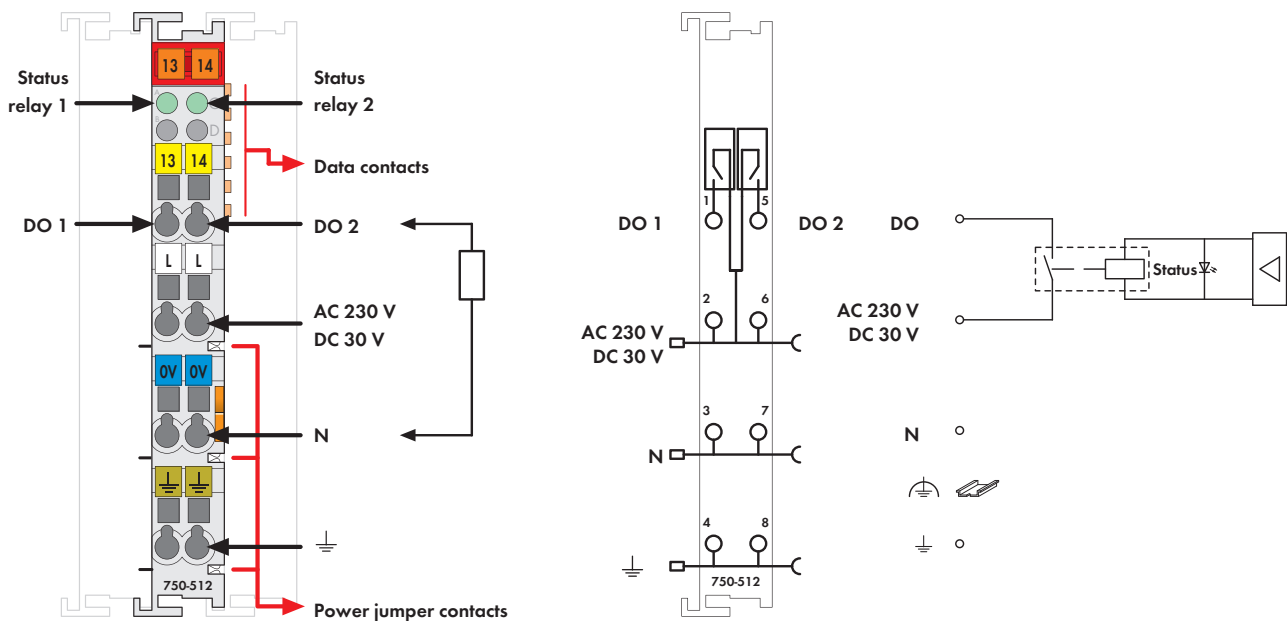 13 14
Status
relay 1
Status
relay 2
A
C
B
D
13 14
Data contacts
DO 1
DO 2
L L
AC 230 V
DC 30 V
0V 0V
N
750-512
Power jumper contacts
1 5
DO 1
DO 2
2 6
AC 230 V
DC 30 V
3 7
N
4 8
750-512
DO
Status
AC 230 V
DC 30 V
N